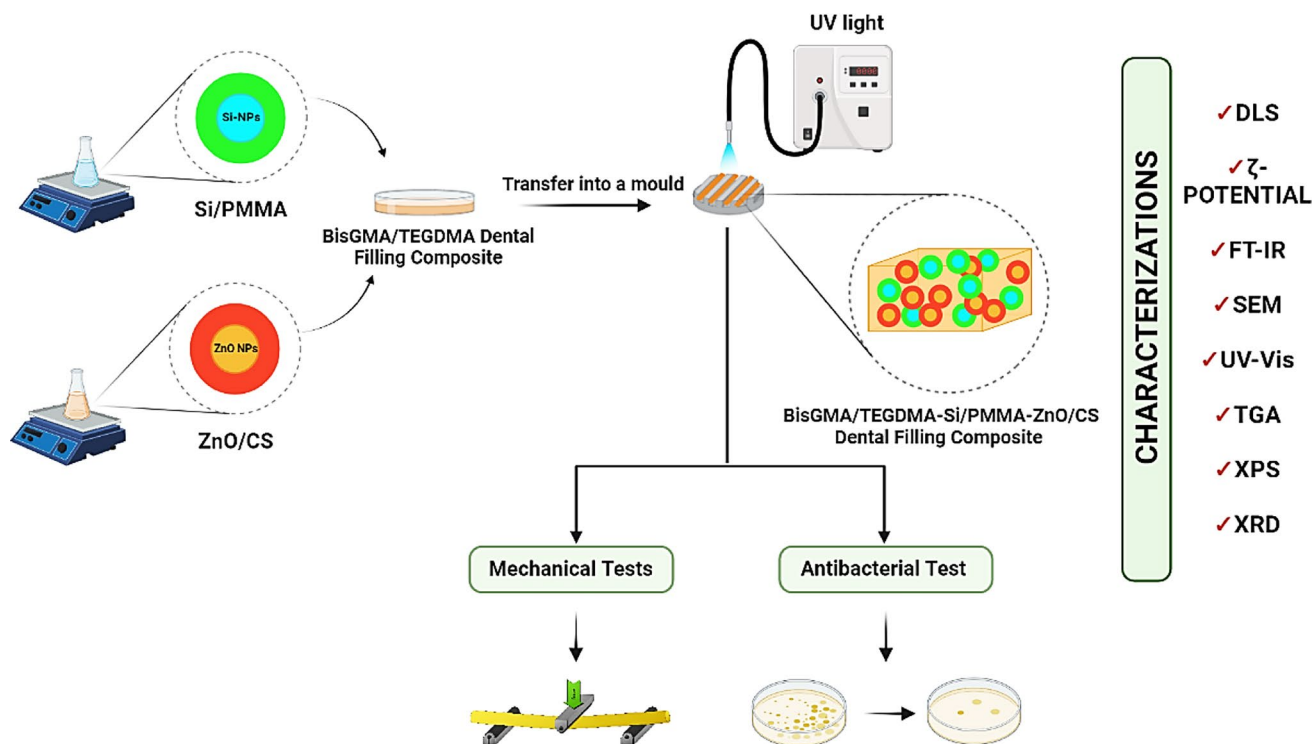 UV light
Si-NPs
Si/PMMA
BisGMA/TEGDMA Dental
Filling Composite
Transfer into a mould
ZnO NPs
ZnO/CS
BisGMA/TEGDMA-Si/PMMA-ZnO/CS
Dental Filling Composite
Mechanical Tests
Antibacterial Test
CHARACTERIZATIONS
✓DLS
✓ζ-
POTENTIAL
✓FT-IR
✓SEM
✓UV-Vis
✓TGA
✓XPS
✓XRD